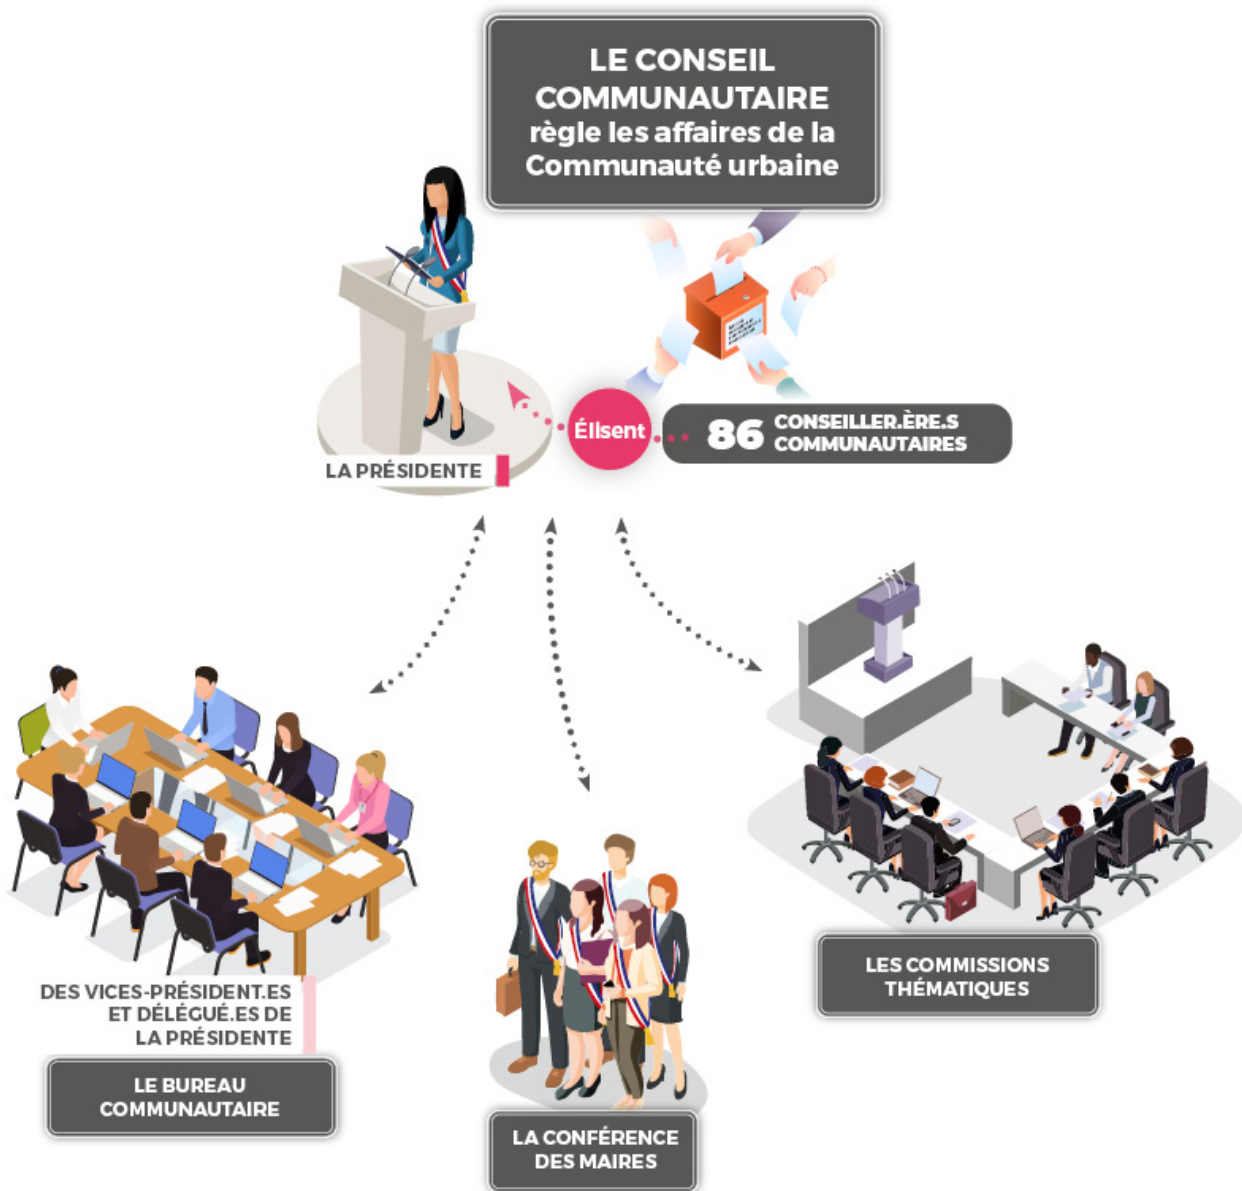 LE CONSEIL
COMMUNAUTAIRE
règle les affaires de la
Communauté urbaine
Élisent
86 CONSEILLER.ÈRE.S
COMMUNAUTAIRES
LA PRÉSIDENTE
DES VICES-PRÉSIDENT.ES
ET DÉLÉGUÉ.ES DE
LA PRÉSIDENTE
LE BUREAU
COMMUNAUTAIRE
LA CONFÉRENCE
DES MAIRES
LES COMMISSIONS
THÉMATIQUES